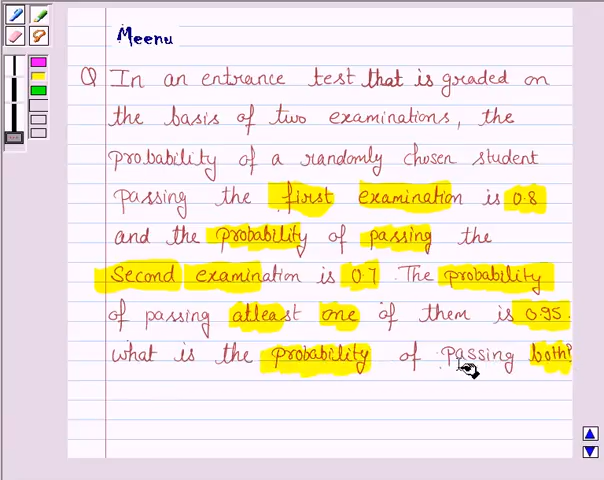 Meenu
Q In an entrance test that is graded on
the basis of two examinations, the
probability of a randomly chosen student
passing the first examination is 0.8
and the probability of passing the
Second examination is 0.7. The probability
of passing atleast one of them is 0.95.
what is the probability of passing both?